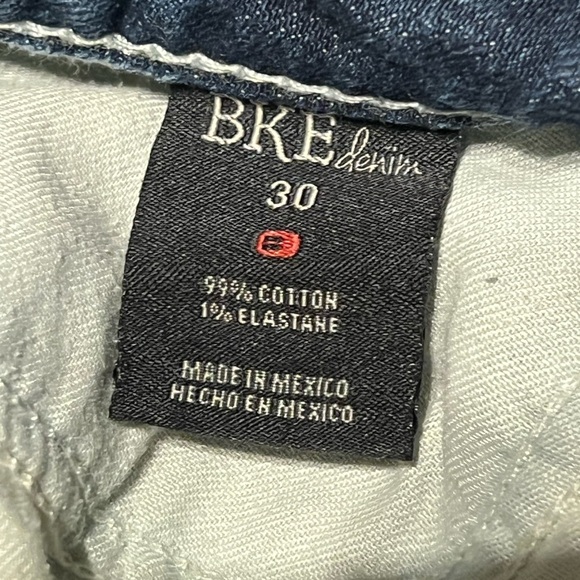 BKE denim
30
B
99% COTTON
1% ELASTANE
MADE IN MEXICO
HECHO EN MEXICO